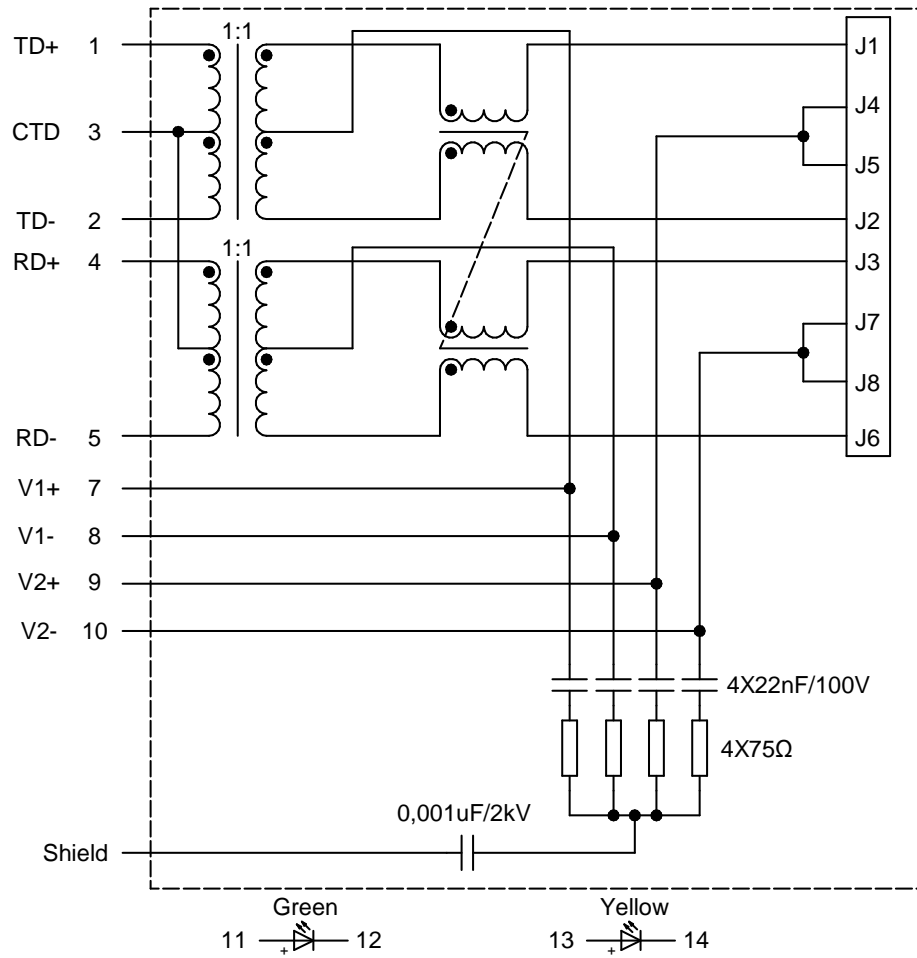 1:1
TD+ 1 J1
J4
CTD 3
J5
TD- 2 J2
1:1
RD+ 4 J3
J7
J8
RD- 5 J6
V1+ 7
V1- 8
V2+ 9
V2- 10
4X22nF/100V
4X75Ω
0,001uF/2kV
Shield
Green Yellow
11 + 12 13 + 14